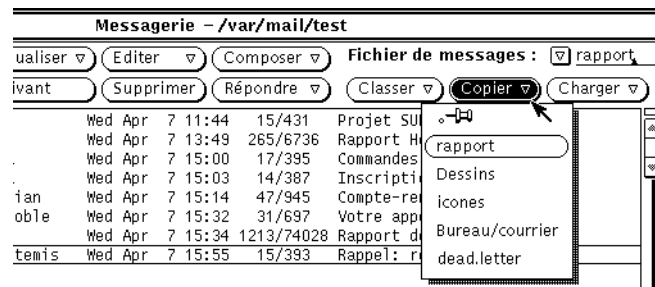 Messagerie – /var/mail/test
ualiser Editer Composer Fichier de messages : rapport
ivant Supprimer Répondre Classer Copier Charger
Wed Apr 7 11:44 15/431 Projet
Wed Apr 7 13:49 265/6736 Rapport
Wed Apr 7 15:00 17/395 Commandes
Wed Apr 7 15:03 14/387 Inscripti
ian Wed Apr 7 15:14 47/945 Compte-re
oble Wed Apr 7 15:32 31/697 Votre app
Wed Apr 7 15:34 1213/74028 Rapport d
temis Wed Apr 7 15:55 15/393 Rappel: r
rapport
Dessins
icones
Bureau/courrier
dead.letter